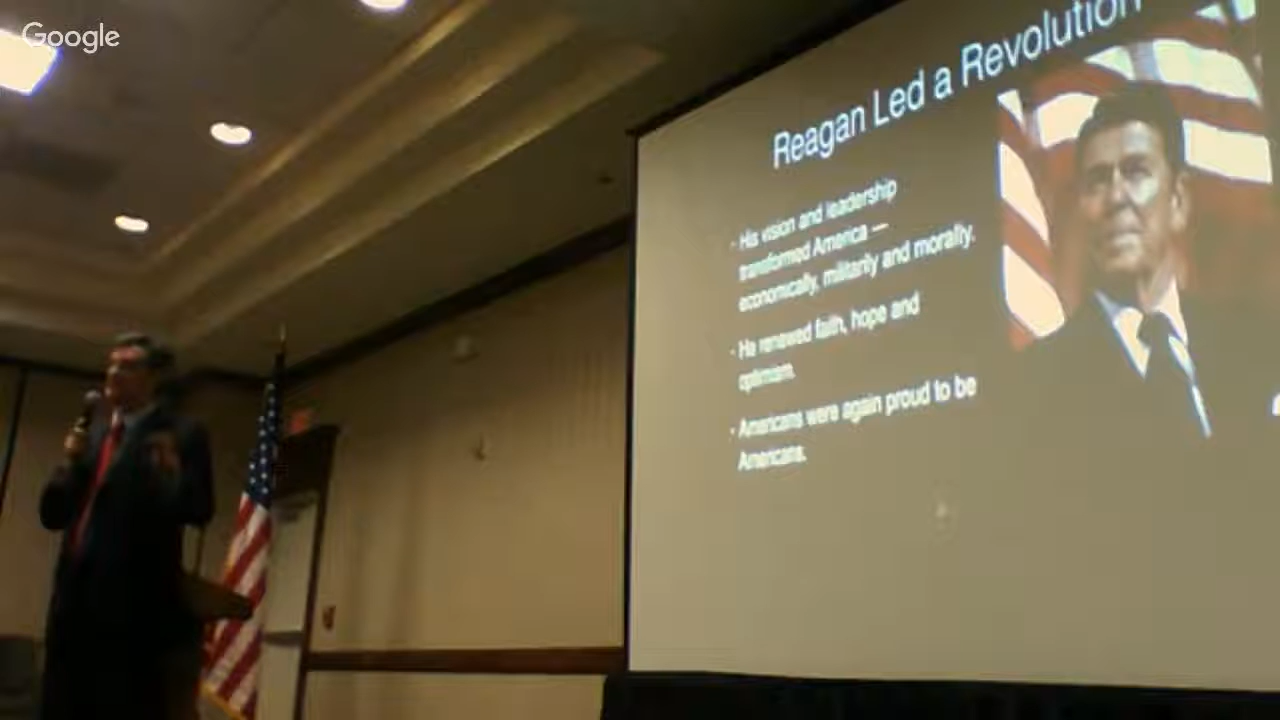 Google
Reagan Led a Revolution
- His vision and leadership
transformed America —
economically, militarily and morally.
- He renewed faith, hope and
optimism.
- Americans were again proud to be
Americans.